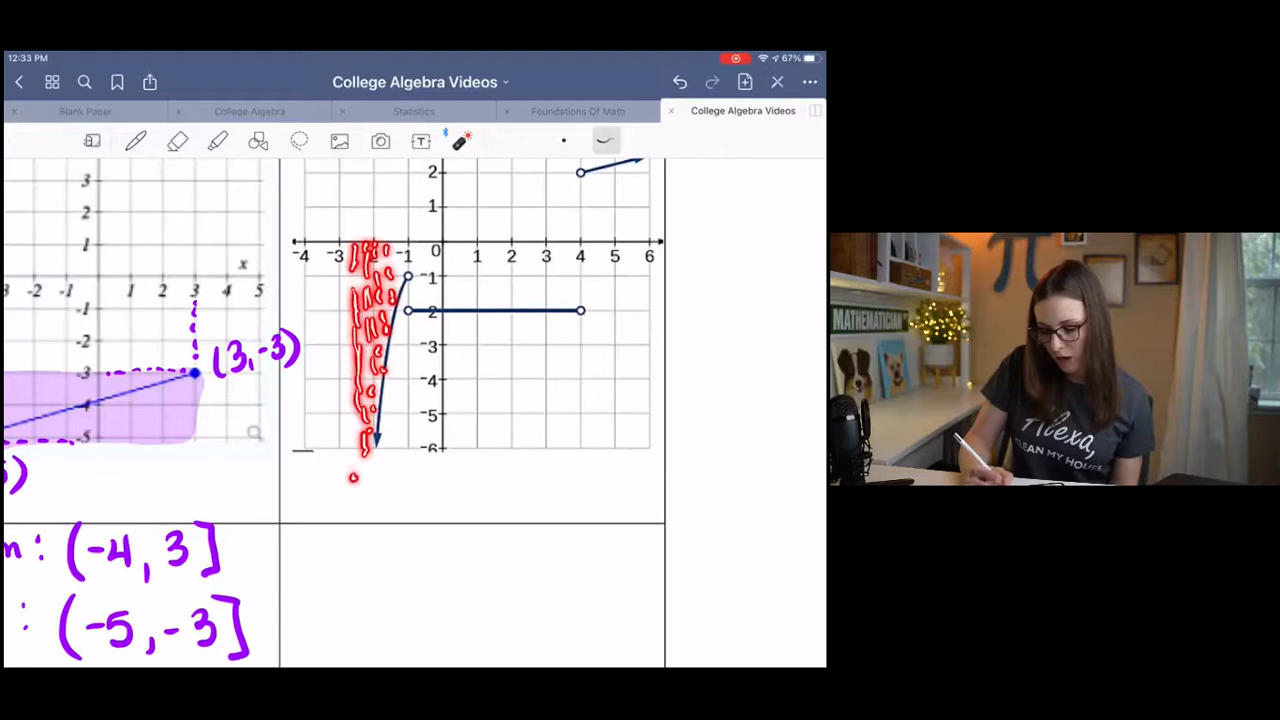 12:33 PM
67%
College Algebra Videos
Blank Paper
College Algebra
Statistics
Foundations Of Math
College Algebra Videos
T
3
2
1
x
-2 -1 1 2 3 4 5
-1
-2
-3
-4
-5
(3,-3)
2
1
-4 -3 -1 0 1 2 3 4 5 6
-1
-2
-3
-4
-5
-6
: (-4, 3]
: (-5, -3]
MATHEMATICIAN
Alexa,
CLEAN MY HOUSE